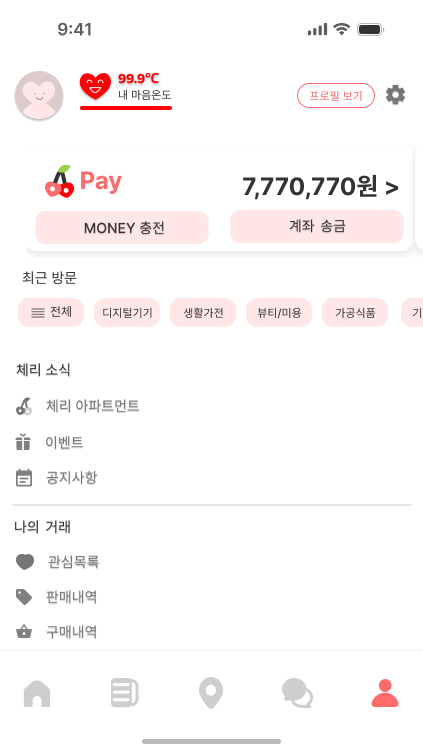 9:41
99.9℃
내 마음온도
프로필 보기
Pay
7,770,770원 >
MONEY 충전
계좌 송금
최근 방문
전체
디지털기기
생활가전
뷰티/미용
가공식품
기
체리 소식
체리 아파트먼트
이벤트
공지사항
나의 거래
관심목록
판매내역
구매내역